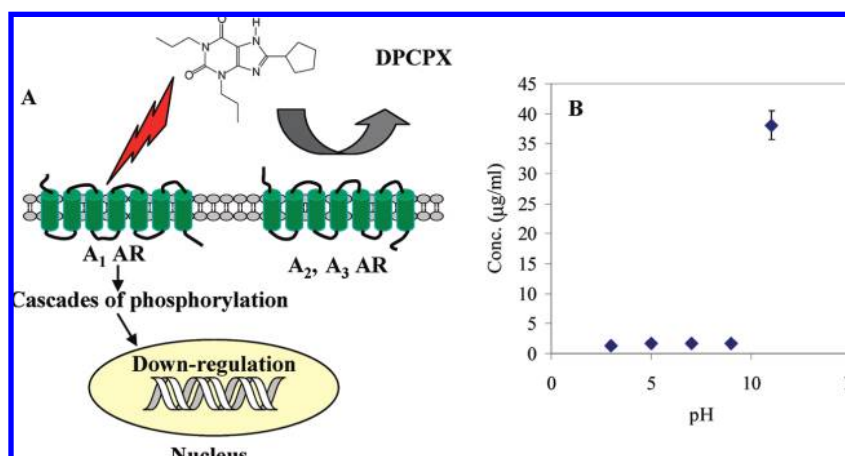 A
DPCPX
H
N
O
N
N
O
N
A₁ AR
A₂, A₃ AR
Cascades of phosphorylation
Down-regulation
Nucleus
B
Conc. (µg/ml)
45
40
35
30
25
20
15
10
5
0
0 5 10
pH